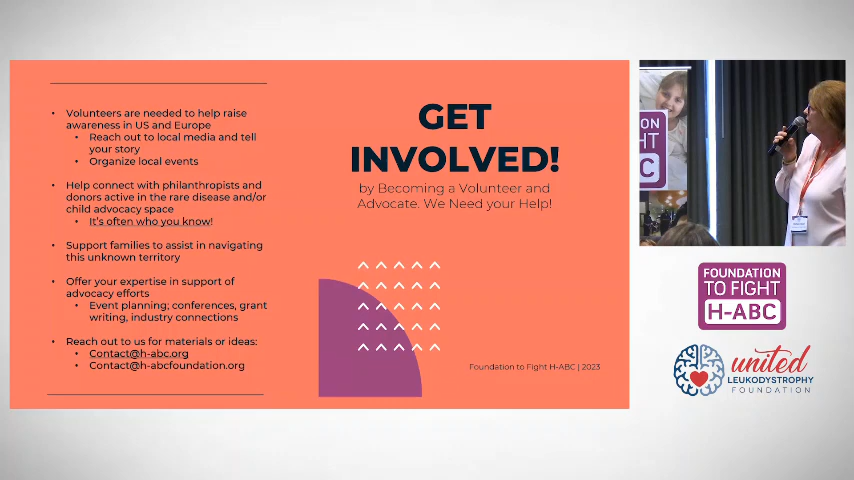 Volunteers are needed to help raise
awareness in US and Europe
Reach out to local media and tell
your story
Organize local events
Help connect with philanthropists and
donors active in the rare disease and/or
child advocacy space
It's often who you know!
Support families to assist in navigating
this unknown territory
Offer your expertise in support of
advocacy efforts
Event planning; conferences, grant
writing, industry connections
Reach out to us for materials or ideas:
Contact@h-abc.org
Contact@h-abcfoundation.org
GET
INVOLVED!
by Becoming a Volunteer and
Advocate. We Need your Help!
Foundation to Fight H-ABC | 2023
ON
HT
C
FOUNDATION
TO FIGHT
H-ABC
united
LEUKODYSTROPHY
FOUNDATION